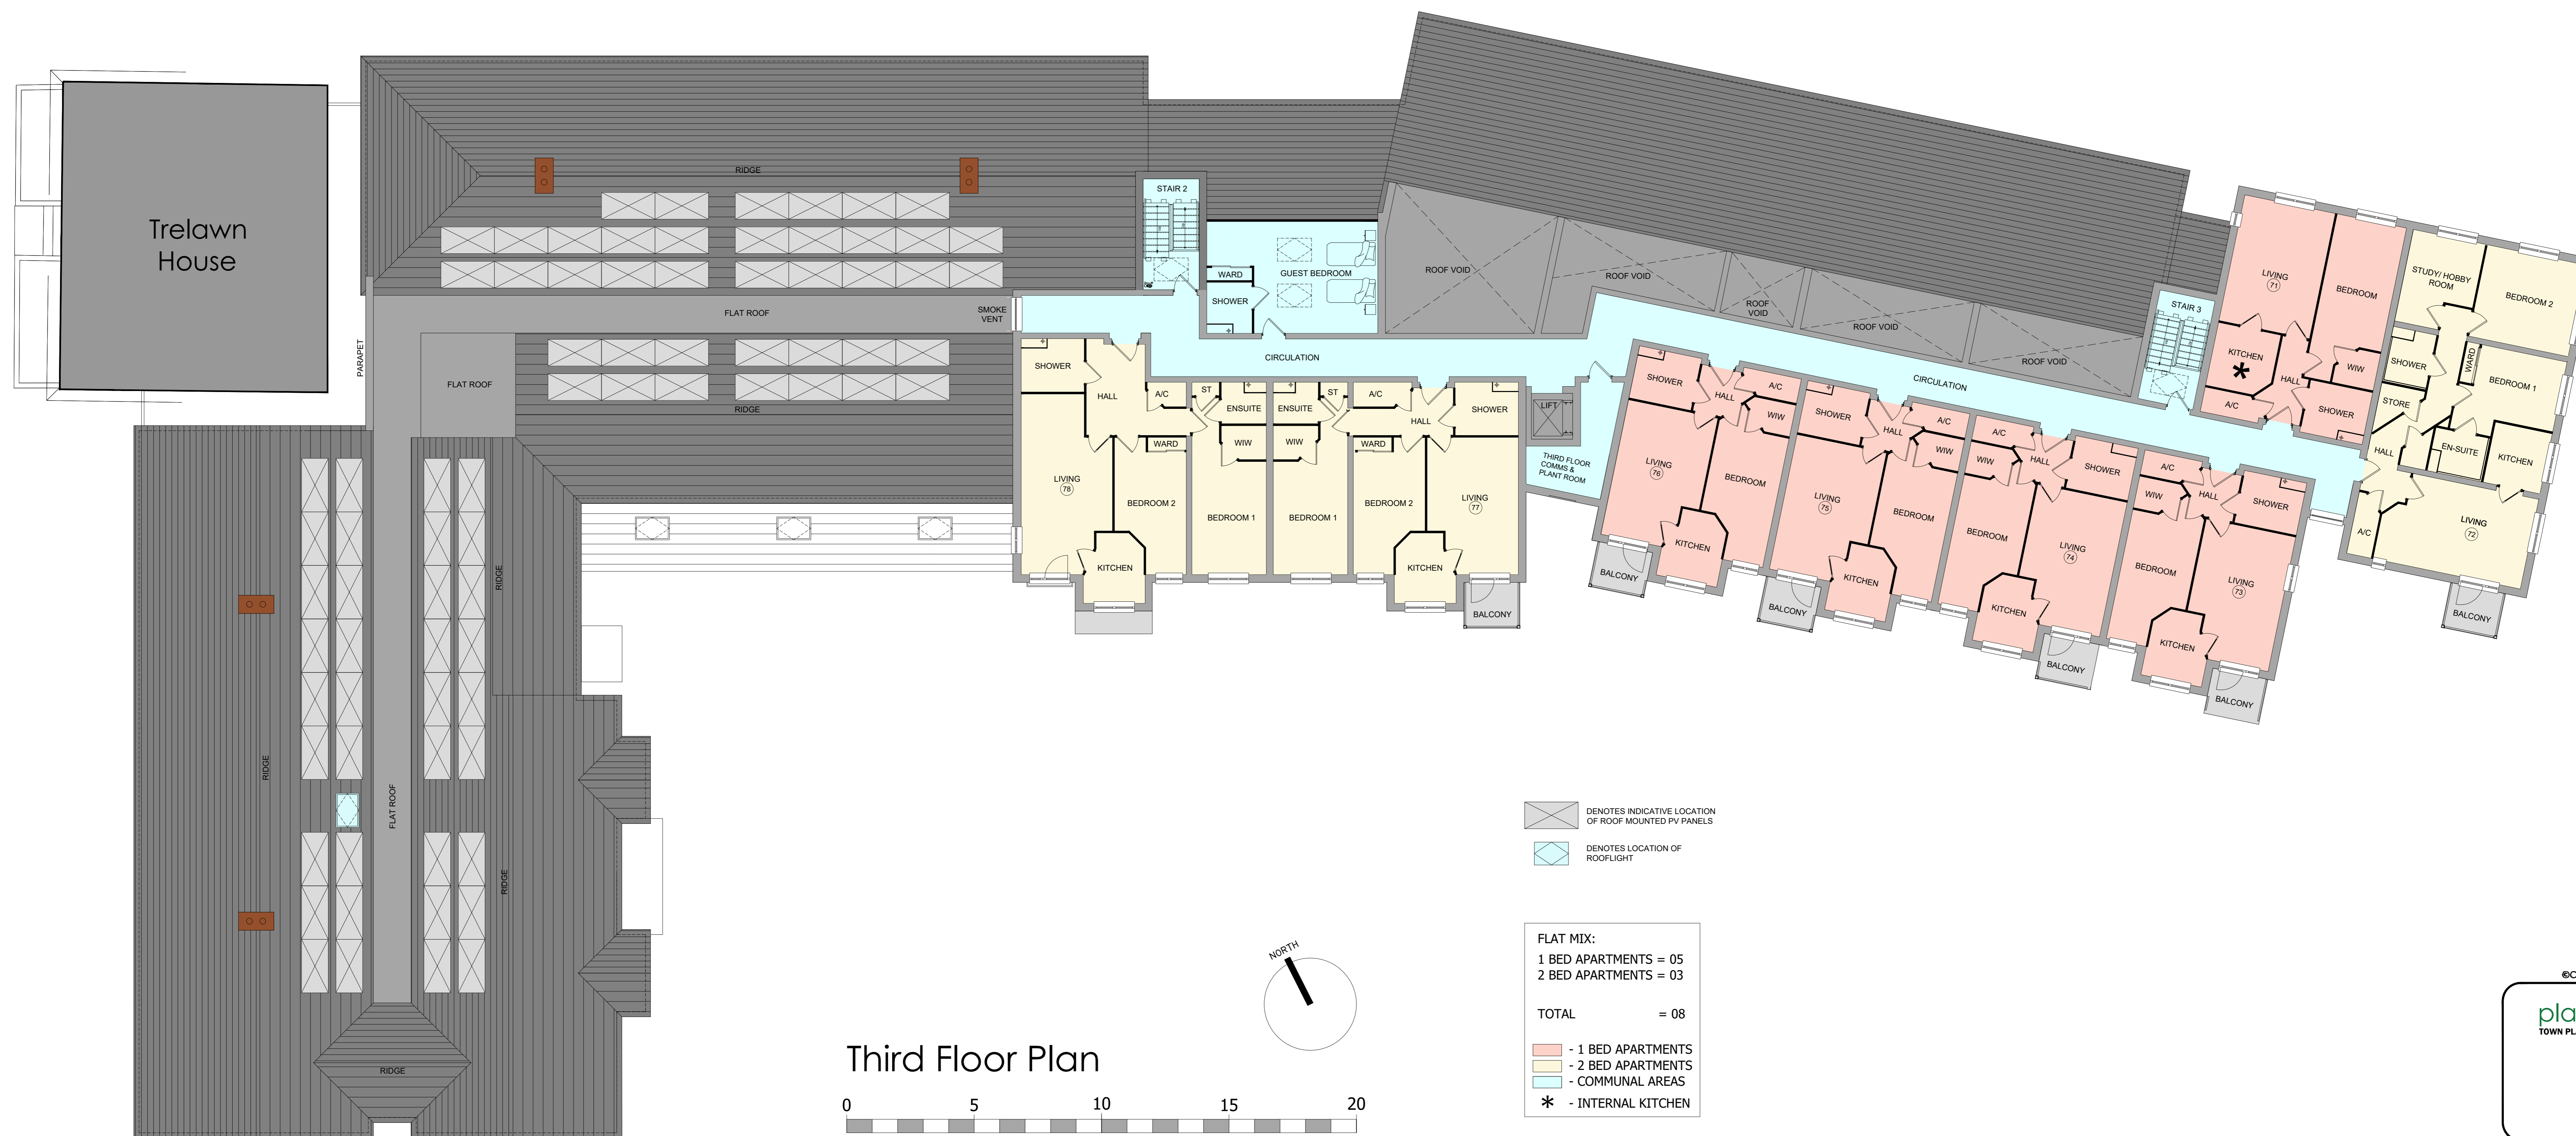 Trelawn
House
PARAPET
RIDGE
FLAT ROOF
SMOKE
VENT
FLAT ROOF
RIDGE
RIDGE
RIDGE
FLAT ROOF
RIDGE
RIDGE
STAIR 2
WARD
SHOWER
GUEST BEDROOM
CIRCULATION
ROOF VOID
ROOF VOID
ROOF
VOID
ROOF VOID
ROOF VOID
CIRCULATION
STAIR 3
SHOWER
HALL
A/C
LIVING
78
WARD
BEDROOM 2
KITCHEN
ST
ENSUITE
WIW
BEDROOM 1
ENSUITE
ST
WIW
BEDROOM 1
A/C
HALL
SHOWER
WARD
BEDROOM 2
LIVING
77
KITCHEN
BALCONY
LIFT
THIRD FLOOR
COMMS &
PLANT ROOM
SHOWER
HALL
A/C
WIW
LIVING
76
BEDROOM
KITCHEN
BALCONY
SHOWER
HALL
A/C
WIW
LIVING
75
BEDROOM
KITCHEN
BALCONY
A/C
HALL
WIW
SHOWER
BEDROOM
LIVING
74
KITCHEN
BALCONY
A/C
HALL
WIW
SHOWER
BEDROOM
LIVING
73
KITCHEN
BALCONY
LIVING
71
BEDROOM
KITCHEN
*
WIW
HALL
A/C
SHOWER
STUDY/ HOBBY
ROOM
BEDROOM 2
SHOWER
WARD
BEDROOM 1
STORE
HALL
EN-SUITE
KITCHEN
A/C
LIVING
72
BALCONY
DENOTES INDICATIVE LOCATION
OF ROOF MOUNTED PV PANELS
DENOTES LOCATION OF
ROOFLIGHT
NORTH
FLAT MIX:
1 BED APARTMENTS = 05
2 BED APARTMENTS = 03
TOTAL = 08
- 1 BED APARTMENTS
- 2 BED APARTMENTS
- COMMUNAL AREAS
* - INTERNAL KITCHEN
Third Floor Plan
0 5 10 15 20
©C
pla
TOWN PL